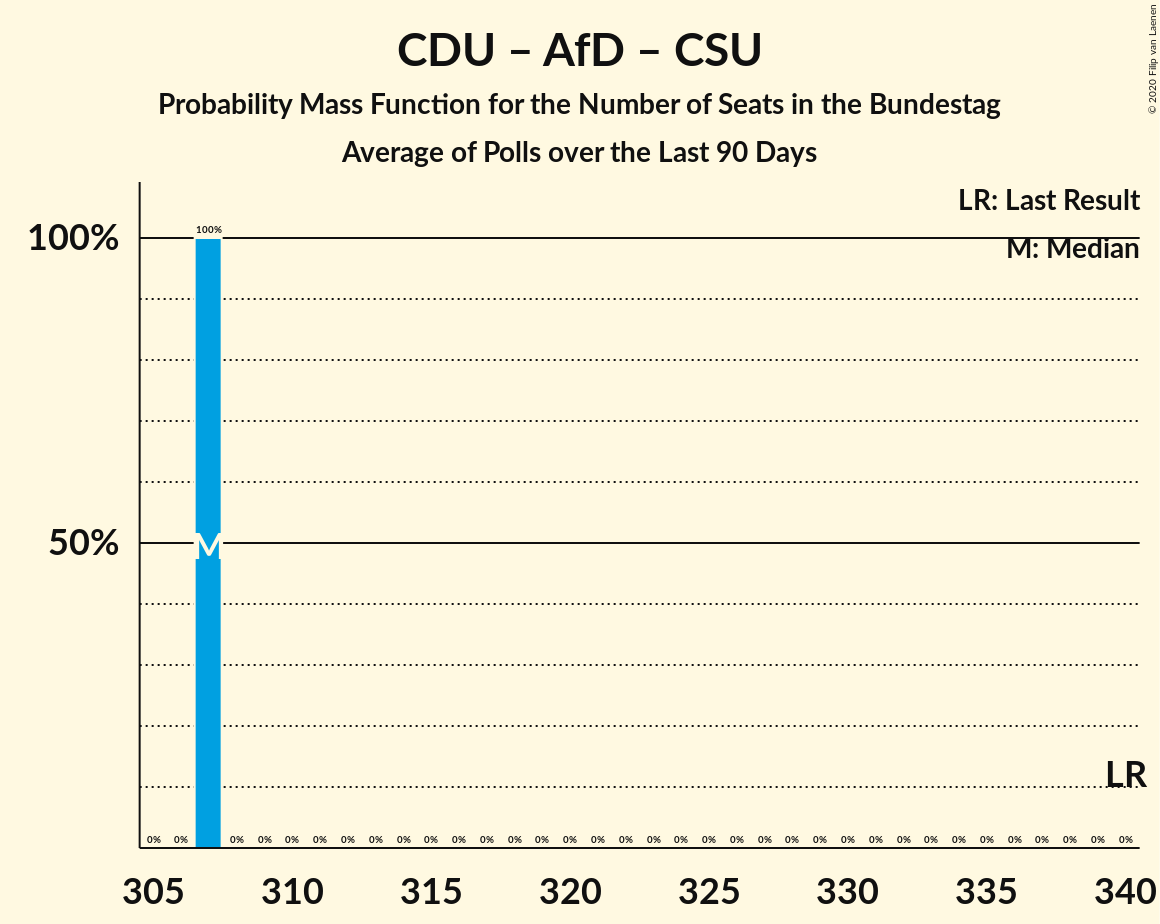 CDU – AfD – CSU
Probability Mass Function for the Number of Seats in the Bundestag
Average of Polls over the Last 90 Days
© 2020 Filip van Laenen
LR: Last Result
M: Median
100%
50%
100%
M
LR
0% 0% 0% 0% 0% 0% 0% 0% 0% 0% 0% 0% 0% 0% 0% 0% 0% 0% 0% 0% 0% 0% 0% 0% 0% 0% 0% 0% 0% 0% 0% 0% 0% 0% 0%
305 310 315 320 325 330 335 340